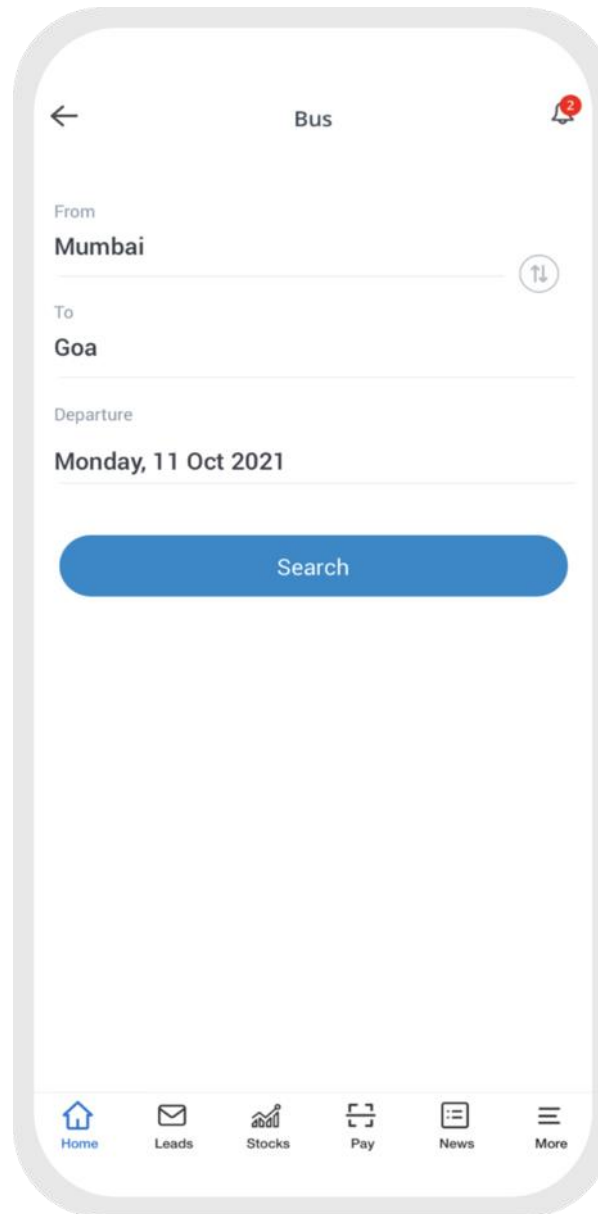 Bus
2
From
Mumbai
To
Goa
Departure
Monday, 11 Oct 2021
Search
Home Leads Stocks Pay News More